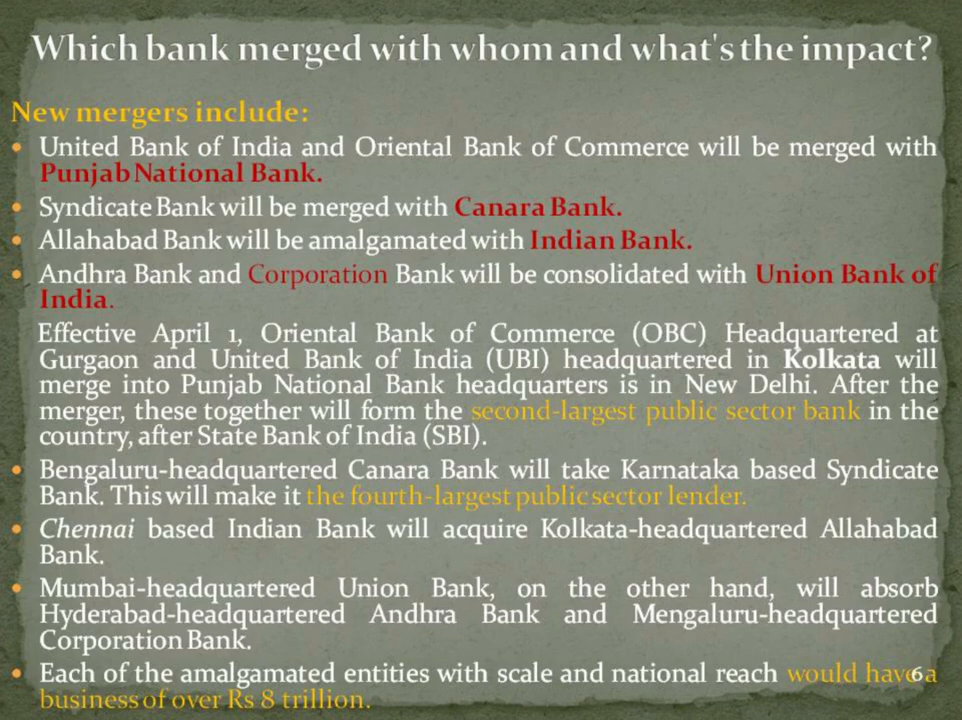 Which bank merged with whom and what's the impact?
New mergers include:
• United Bank of India and Oriental Bank of Commerce will be merged with
Punjab National Bank.
• Syndicate Bank will be merged with Canara Bank.
• Allahabad Bank will be amalgamated with Indian Bank.
• Andhra Bank and Corporation Bank will be consolidated with Union Bank of
India.
Effective April 1, Oriental Bank of Commerce (OBC) Headquartered at
Gurgaon and United Bank of India (UBI) headquartered in Kolkata will
merge into Punjab National Bank headquarters is in New Delhi. After the
merger, these together will form the second-largest public sector bank in the
country, after State Bank of India (SBI).
• Bengaluru-headquartered Canara Bank will take Karnataka based Syndicate
Bank. This will make it the fourth-largest public sector lender.
• Chennai based Indian Bank will acquire Kolkata-headquartered Allahabad
Bank.
• Mumbai-headquartered Union Bank, on the other hand, will absorb
Hyderabad-headquartered Andhra Bank and Mengaluru-headquartered
Corporation Bank.
• Each of the amalgamated entities with scale and national reach would have a
business of over Rs 8 trillion.
6